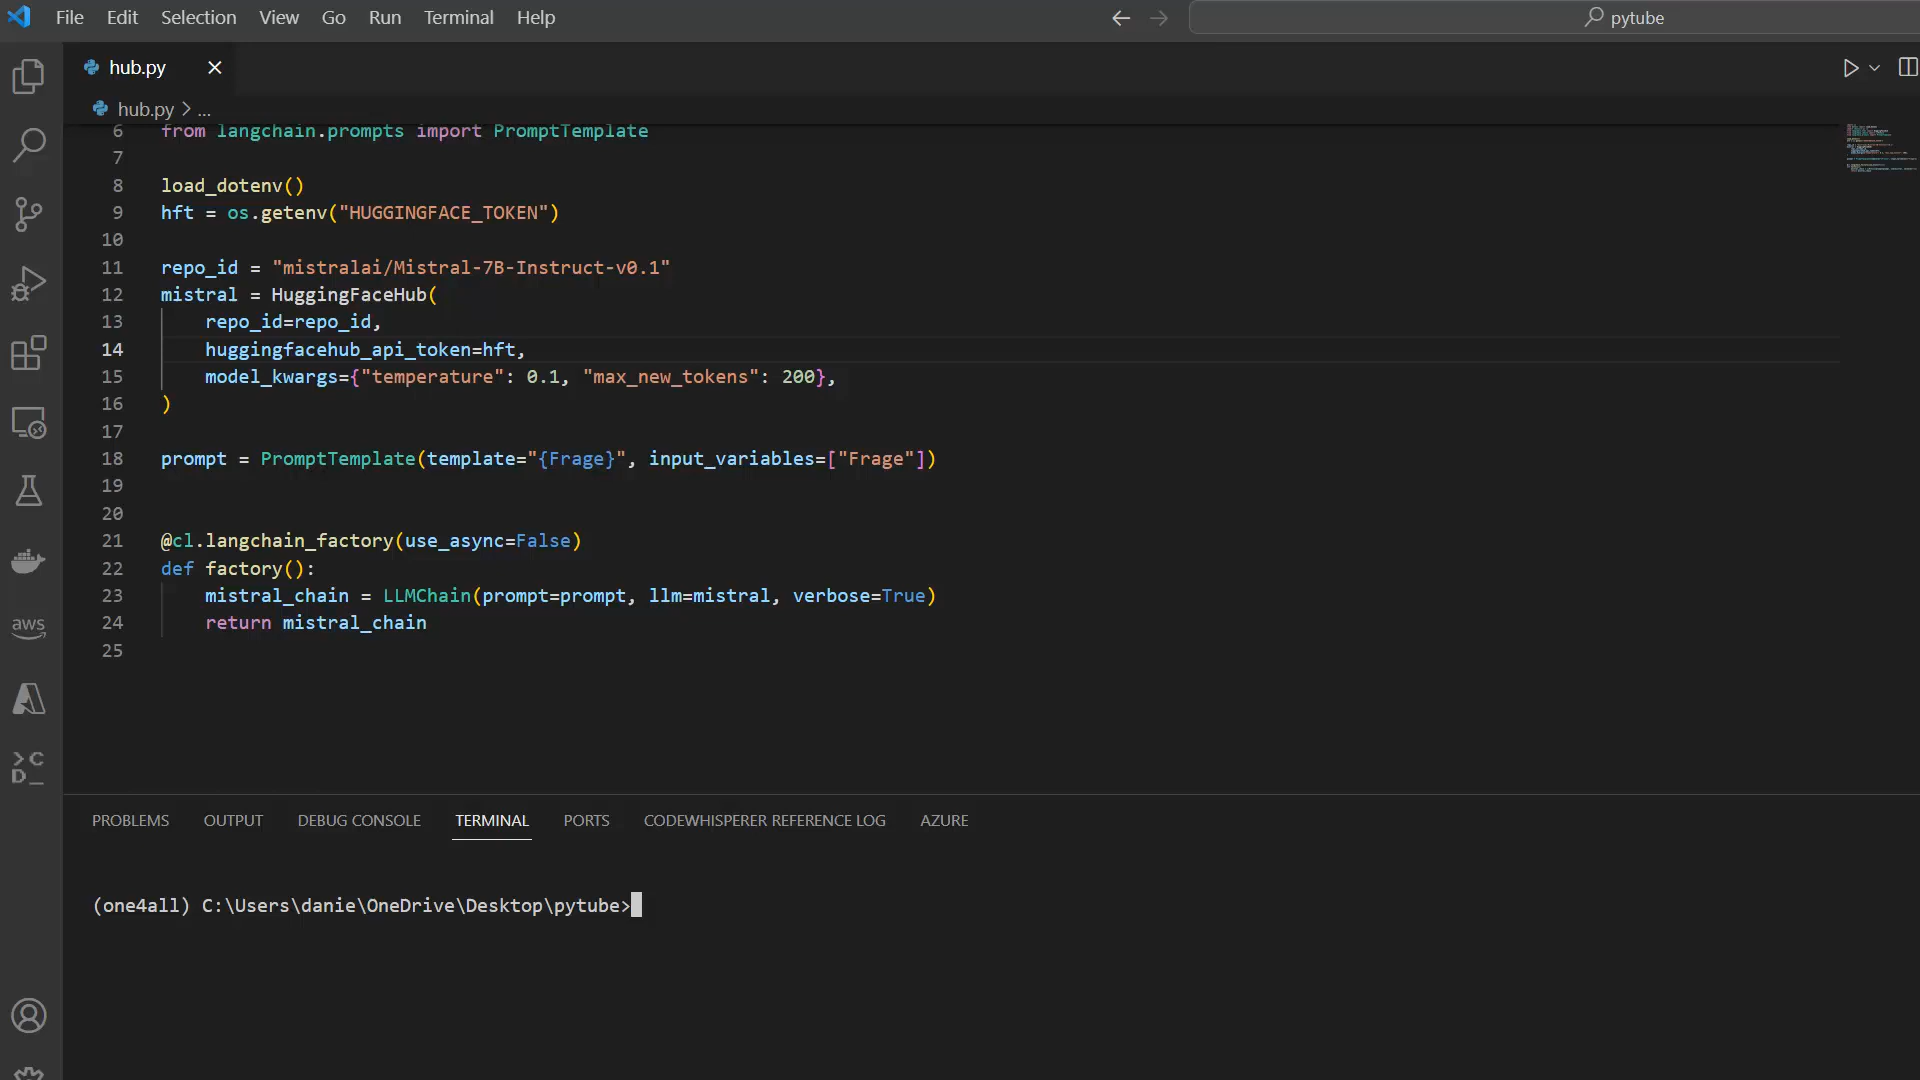 File Edit Selection View Go Run Terminal Help
pytube
hub.py
hub.py > ...
6 from langchain.prompts import PromptTemplate
7
8 load_dotenv()
9 hft = os.getenv("HUGGINGFACE_TOKEN")
10
11 repo_id = "mistralai/Mistral-7B-Instruct-v0.1"
12 mistral = HuggingFaceHub(
13     repo_id=repo_id,
14     huggingfacehub_api_token=hft,
15     model_kwargs={"temperature": 0.1, "max_new_tokens": 200},
16 )
17
18 prompt = PromptTemplate(template="{Frage}", input_variables=["Frage"])
19
20
21 @cl.langchain_factory(use_async=False)
22 def factory():
23     mistral_chain = LLMChain(prompt=prompt, llm=mistral, verbose=True)
24     return mistral_chain
25
aws
>C
D_
PROBLEMS OUTPUT DEBUG CONSOLE TERMINAL PORTS CODEWHISPERER REFERENCE LOG AZURE
(one4all) C:\Users\danie\OneDrive\Desktop\pytube>